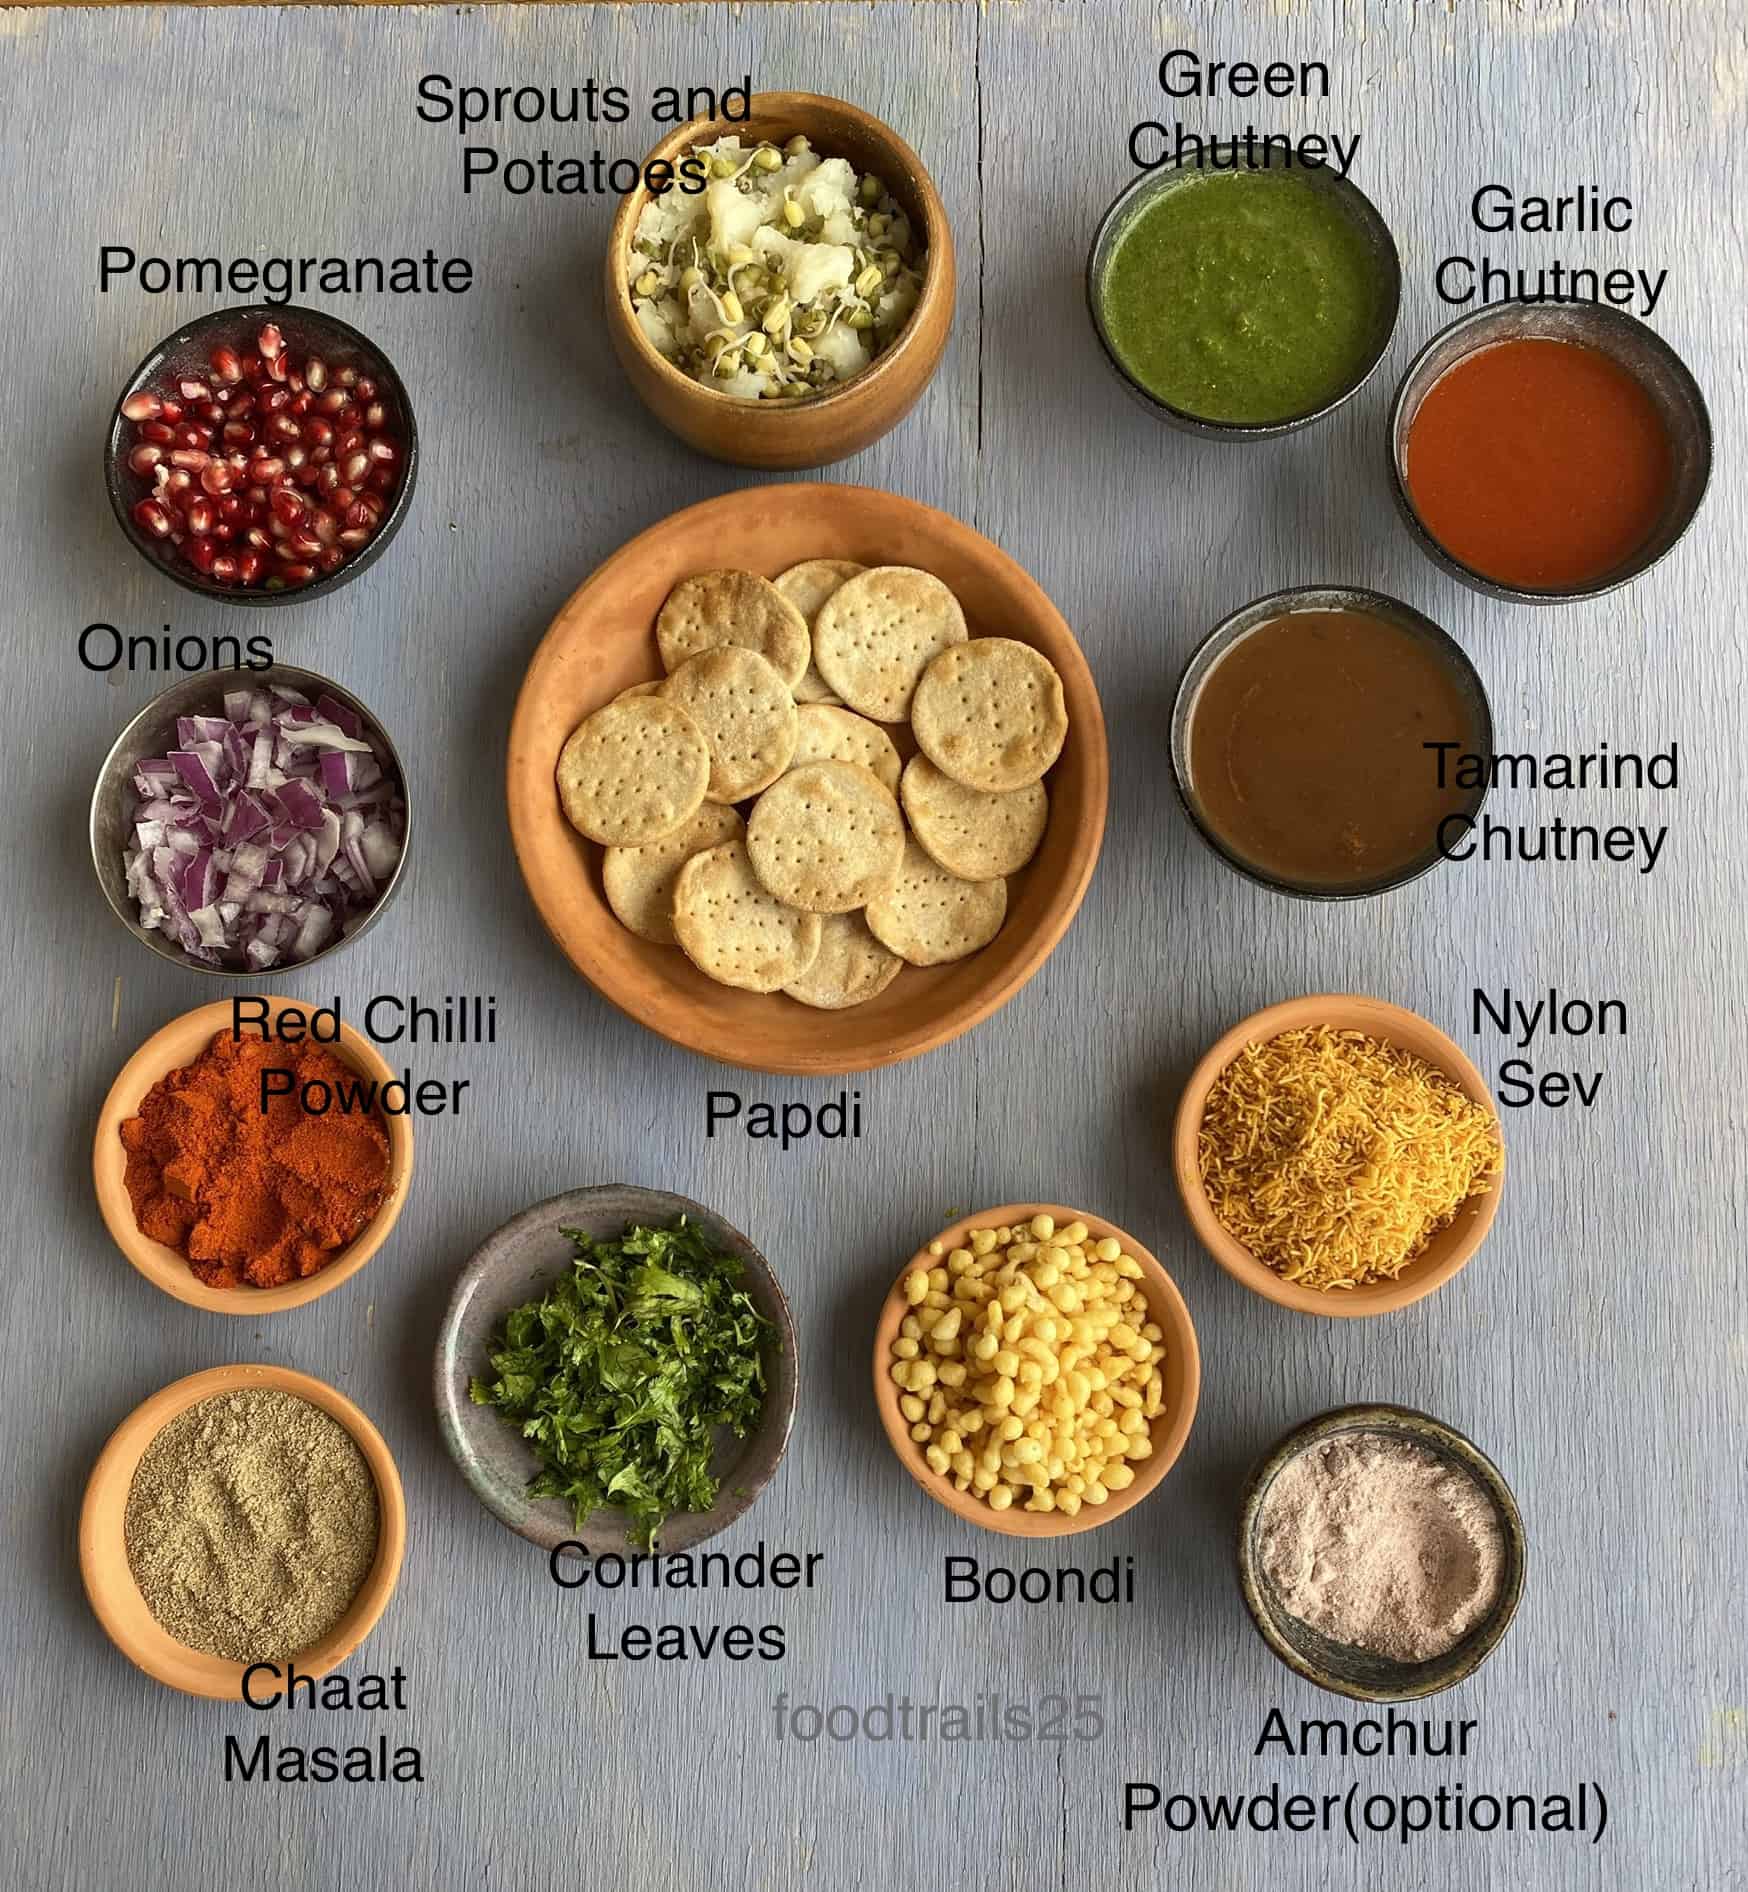 Sprouts and
Potatoes
Green
Chutney
Garlic
Chutney
Pomegranate
Onions
Tamarind
Chutney
Red Chilli
Powder
Papdi
Nylon
Sev
Coriander
Leaves
Boondi
Chaat
Masala
foodtrails25
Amchur
Powder(optional)